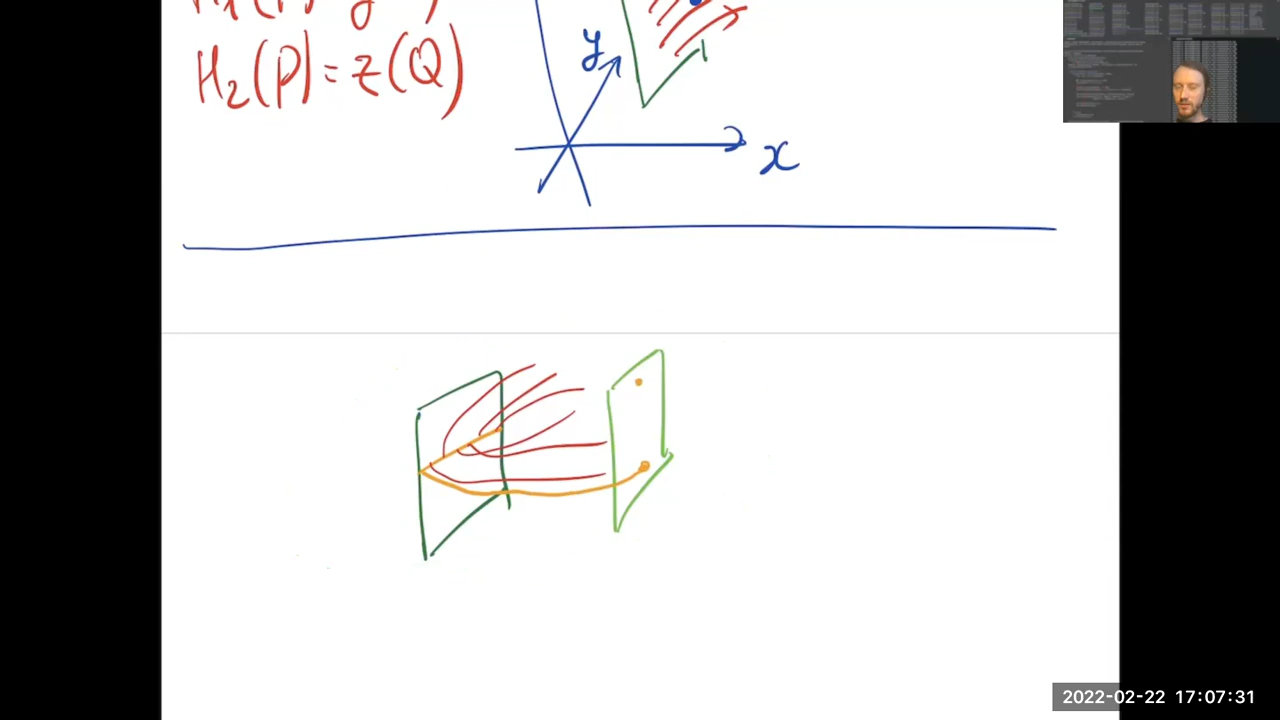 H₂(P) = z(Q)
y
x
2022-02-22 17:07:31